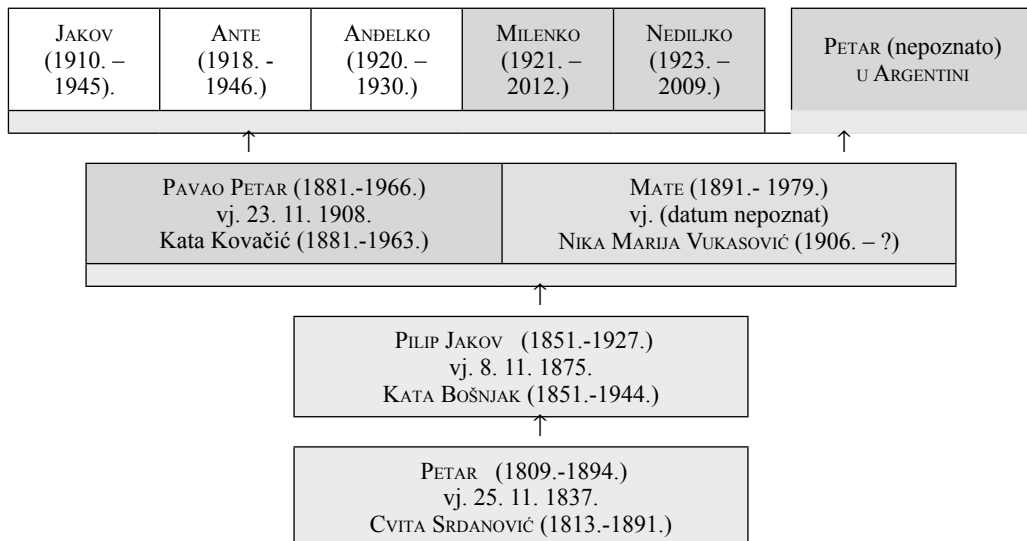 Jakov
(1910. –
1945).
Ante
(1918. -
1946.)
Anđelko
(1920. –
1930.)
Milenko
(1921. –
2012.)
Nediljko
(1923. –
2009.)
Petar (nepoznato)
u Argentini
Pavao Petar (1881.-1966.)
vj. 23. 11. 1908.
Kata Kovačić (1881.-1963.)
Mate (1891.- 1979.)
vj. (datum nepoznat)
Nika Marija Vukasović (1906. – ?)
Pilip Jakov (1851.-1927.)
vj. 8. 11. 1875.
Kata Bošnjak (1851.-1944.)
Petar (1809.-1894.)
vj. 25. 11. 1837.
Cvita Srdanović (1813.-1891.)